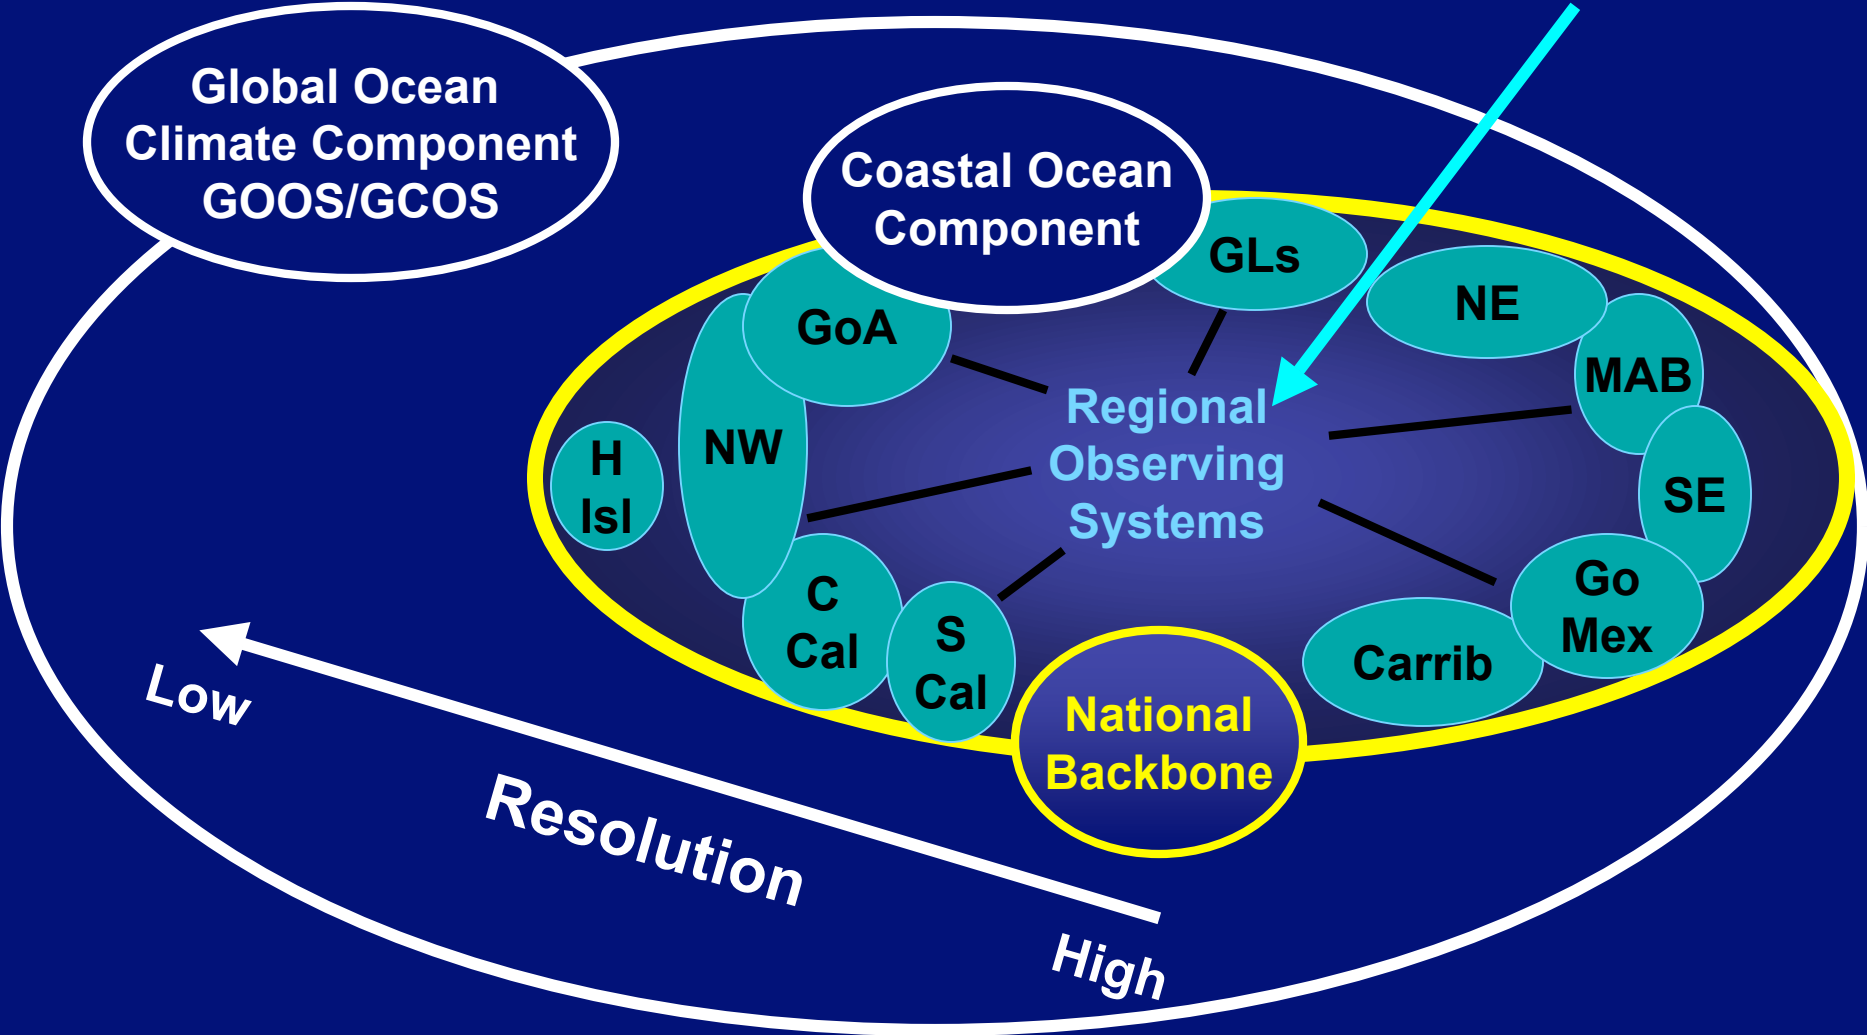 Global Ocean
Climate Component
GOOS/GCOS
Coastal Ocean
Component
GLs
NE
GoA
MAB
Regional
Observing
Systems
NW
H
Isl
SE
C
Cal
S
Cal
Go
Mex
Carrib
National
Backbone
Low
Resolution
High